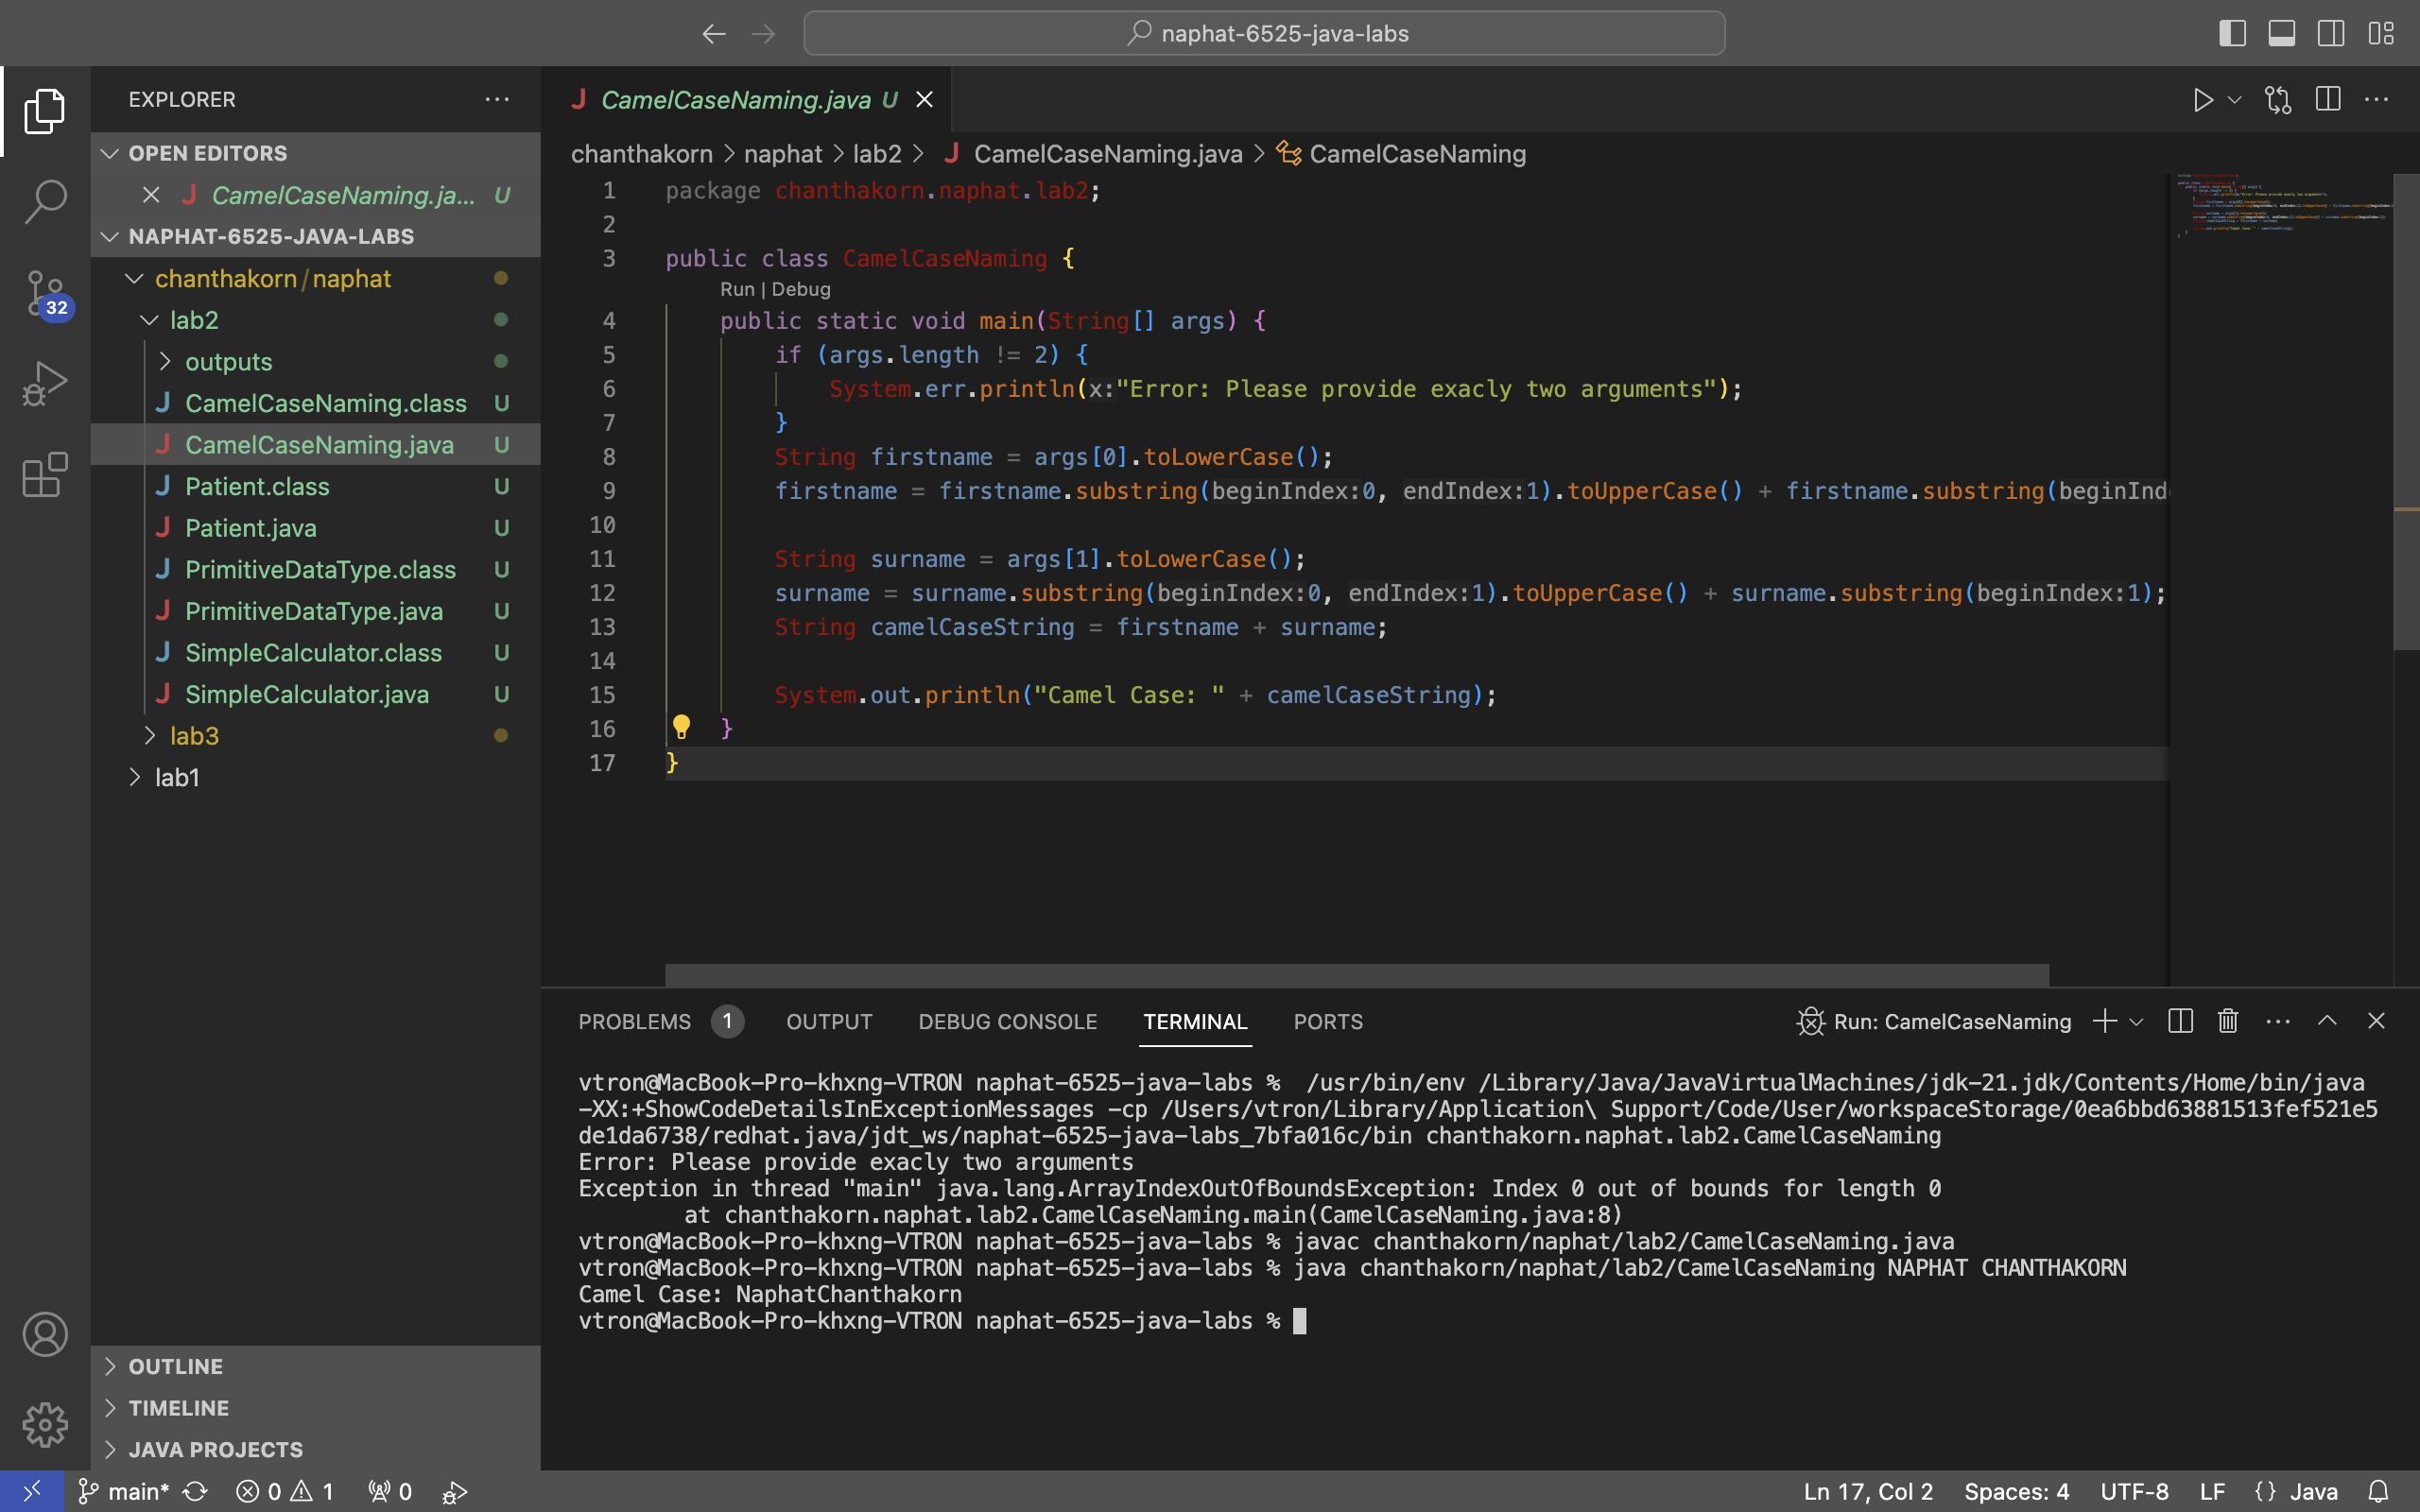 naphat-6525-java-labs
EXPLORER
OPEN EDITORS
CamelCaseNaming.ja... U
NAPHAT-6525-JAVA-LABS
chanthakorn/naphat
lab2
outputs
CamelCaseNaming.class U
CamelCaseNaming.java U
Patient.class U
Patient.java U
PrimitiveDataType.class U
PrimitiveDataType.java U
SimpleCalculator.class U
SimpleCalculator.java U
lab3
lab1
32
OUTLINE
TIMELINE
JAVA PROJECTS
CamelCaseNaming.java U
chanthakorn > naphat > lab2 > CamelCaseNaming.java > CamelCaseNaming
1 package chanthakorn.naphat.lab2;
2
3 public class CamelCaseNaming {
Run | Debug
4 public static void main(String[] args) {
5 if (args.length != 2) {
6 System.err.println(x:"Error: Please provide exacly two arguments");
7 }
8 String firstname = args[0].toLowerCase();
9 firstname = firstname.substring(beginIndex:0, endIndex:1).toUpperCase() + firstname.substring(beginInd
10
11 String surname = args[1].toLowerCase();
12 surname = surname.substring(beginIndex:0, endIndex:1).toUpperCase() + surname.substring(beginIndex:1);
13 String camelCaseString = firstname + surname;
14
15 System.out.println("Camel Case: " + camelCaseString);
16 }
17 }
PROBLEMS 1 OUTPUT DEBUG CONSOLE TERMINAL PORTS
Run: CamelCaseNaming
vtron@MacBook-Pro-khxng-VTRON naphat-6525-java-labs %  /usr/bin/env /Library/Java/JavaVirtualMachines/jdk-21.jdk/Contents/Home/bin/java
-XX:+ShowCodeDetailsInExceptionMessages -cp /Users/vtron/Library/Application\ Support/Code/User/workspaceStorage/0ea6bbd63881513fef521e5
de1da6738/redhat.java/jdt_ws/naphat-6525-java-labs_7bfa016c/bin chanthakorn.naphat.lab2.CamelCaseNaming
Error: Please provide exacly two arguments
Exception in thread "main" java.lang.ArrayIndexOutOfBoundsException: Index 0 out of bounds for length 0
at chanthakorn.naphat.lab2.CamelCaseNaming.main(CamelCaseNaming.java:8)
vtron@MacBook-Pro-khxng-VTRON naphat-6525-java-labs % javac chanthakorn/naphat/lab2/CamelCaseNaming.java
vtron@MacBook-Pro-khxng-VTRON naphat-6525-java-labs % java chanthakorn/naphat/lab2/CamelCaseNaming NAPHAT CHANTHAKORN
Camel Case: NaphatChanthakorn
vtron@MacBook-Pro-khxng-VTRON naphat-6525-java-labs %
main* 0 1 0
Ln 17, Col 2 Spaces: 4 UTF-8 LF {} Java